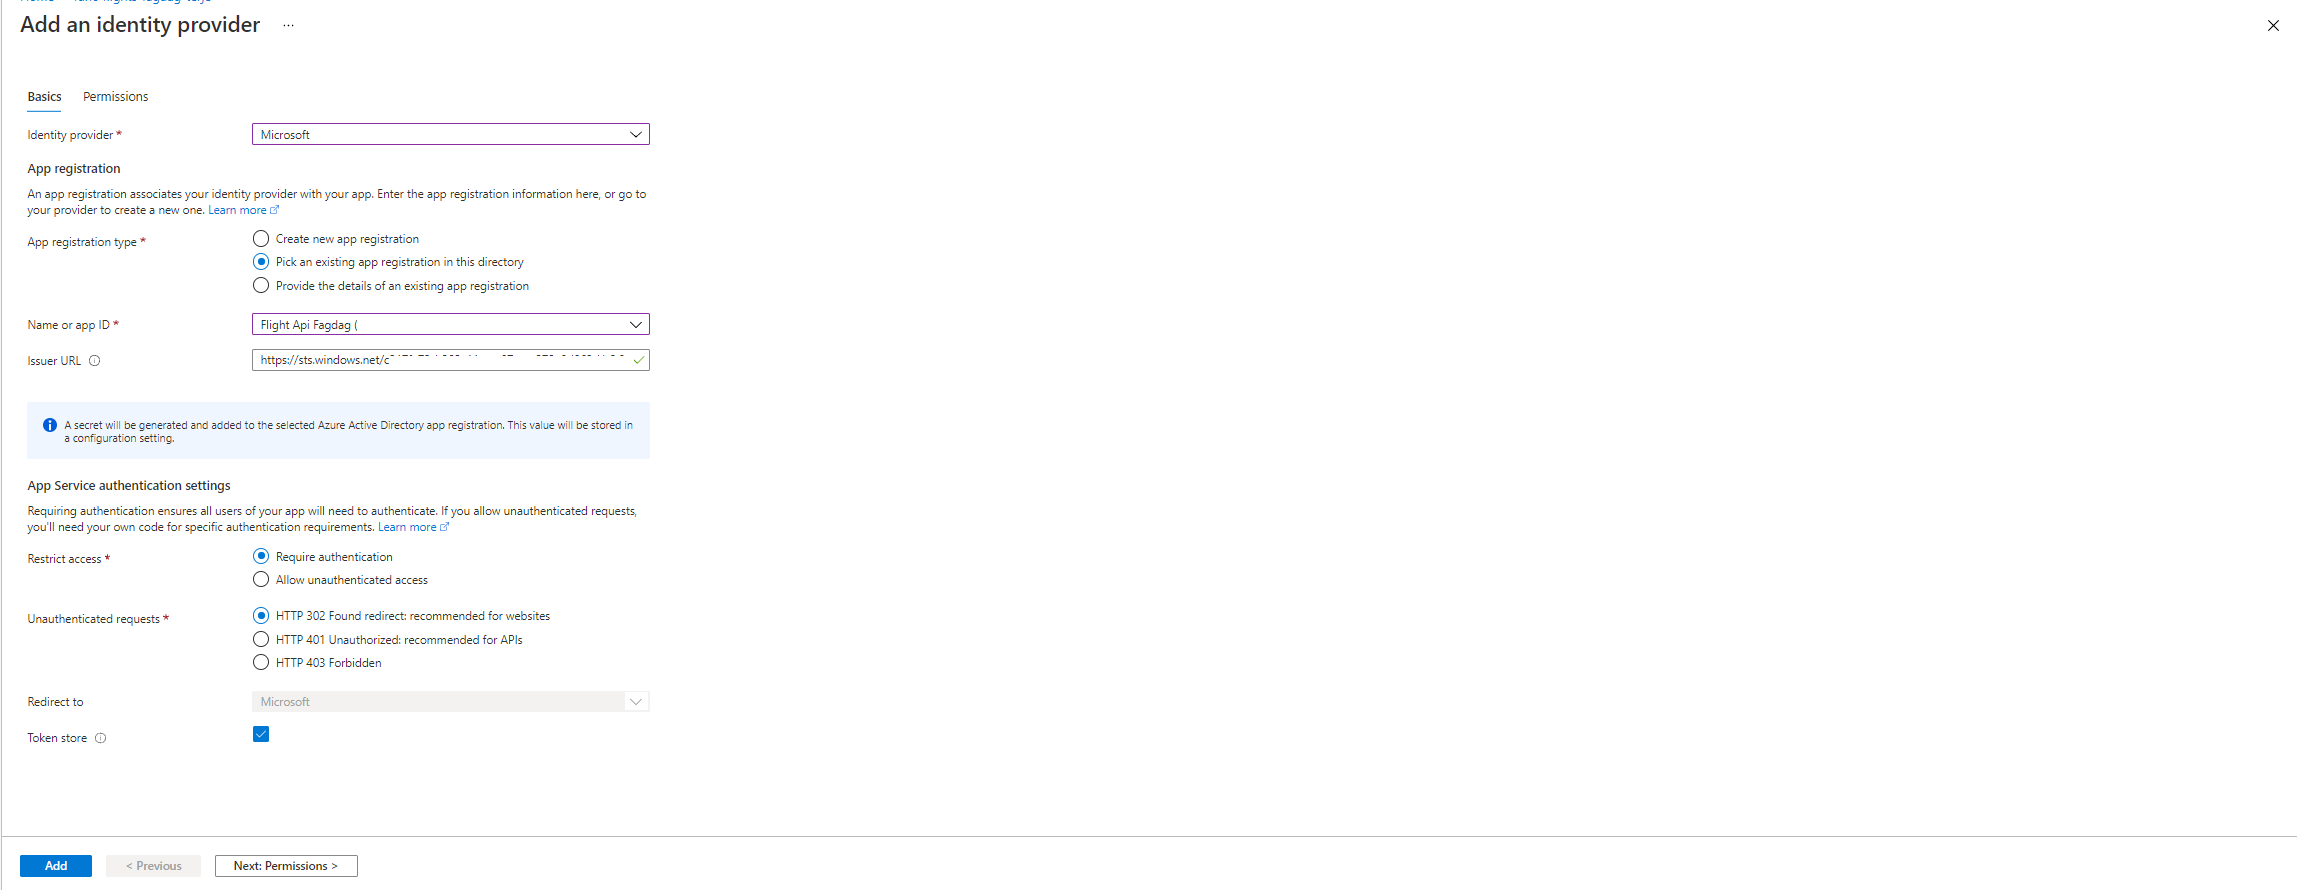 Add an identity provider ...
Basics Permissions
Identity provider * Microsoft
App registration
An app registration associates your identity provider with your app. Enter the app registration information here, or go to
your provider to create a new one. Learn more
App registration type * Create new app registration
Pick an existing app registration in this directory
Provide the details of an existing app registration
Name or app ID * Flight Api Fagdag (
Issuer URL https://sts.windows.net/c
A secret will be generated and added to the selected Azure Active Directory app registration. This value will be stored in
a configuration setting.
App Service authentication settings
Requiring authentication ensures all users of your app will need to authenticate. If you allow unauthenticated requests,
you'll need your own code for specific authentication requirements. Learn more
Restrict access * Require authentication
Allow unauthenticated access
Unauthenticated requests * HTTP 302 Found redirect: recommended for websites
HTTP 401 Unauthorized: recommended for APIs
HTTP 403 Forbidden
Redirect to Microsoft
Token store
Add < Previous Next: Permissions >